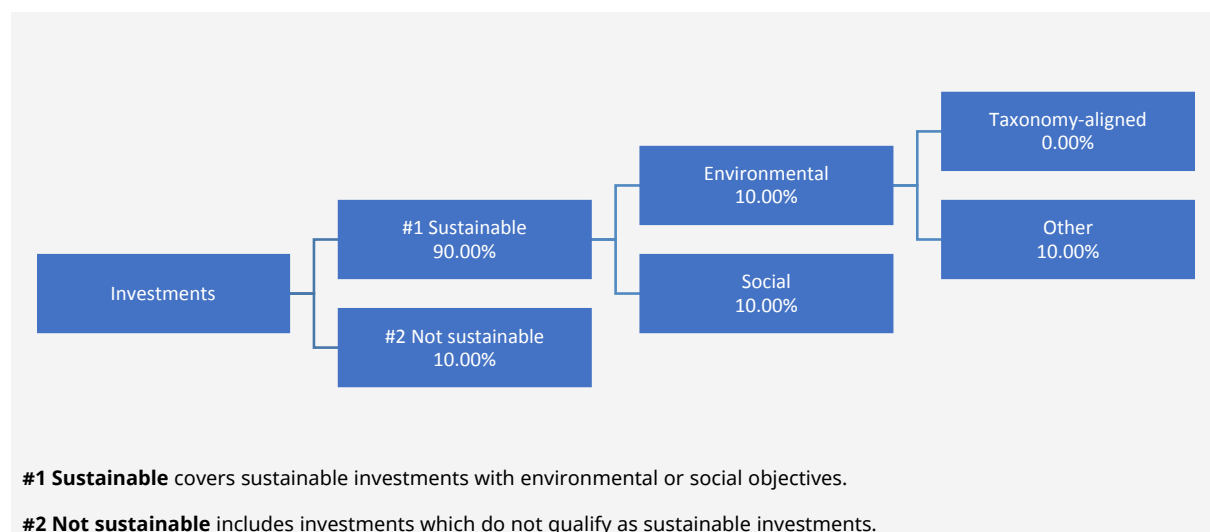 Taxonomy-aligned
0.00%
Environmental
10.00%
#1 Sustainable
90.00%
Other
10.00%
Investments
Social
10.00%
#2 Not sustainable
10.00%
#1 Sustainable covers sustainable investments with environmental or social objectives.
#2 Not sustainable includes investments which do not qualify as sustainable investments.